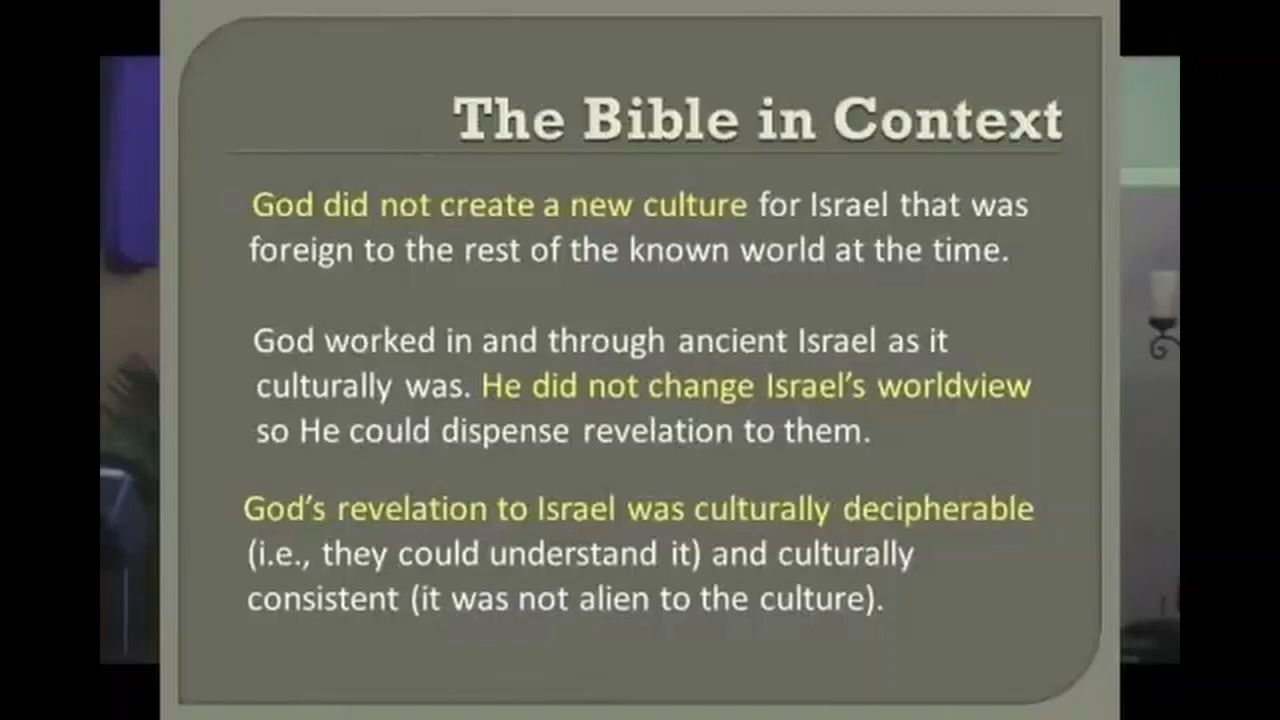 The Bible in Context
God did not create a new culture for Israel that was
foreign to the rest of the known world at the time.
God worked in and through ancient Israel as it
culturally was. He did not change Israel’s worldview
so He could dispense revelation to them.
God’s revelation to Israel was culturally decipherable
(i.e., they could understand it) and culturally
consistent (it was not alien to the culture).